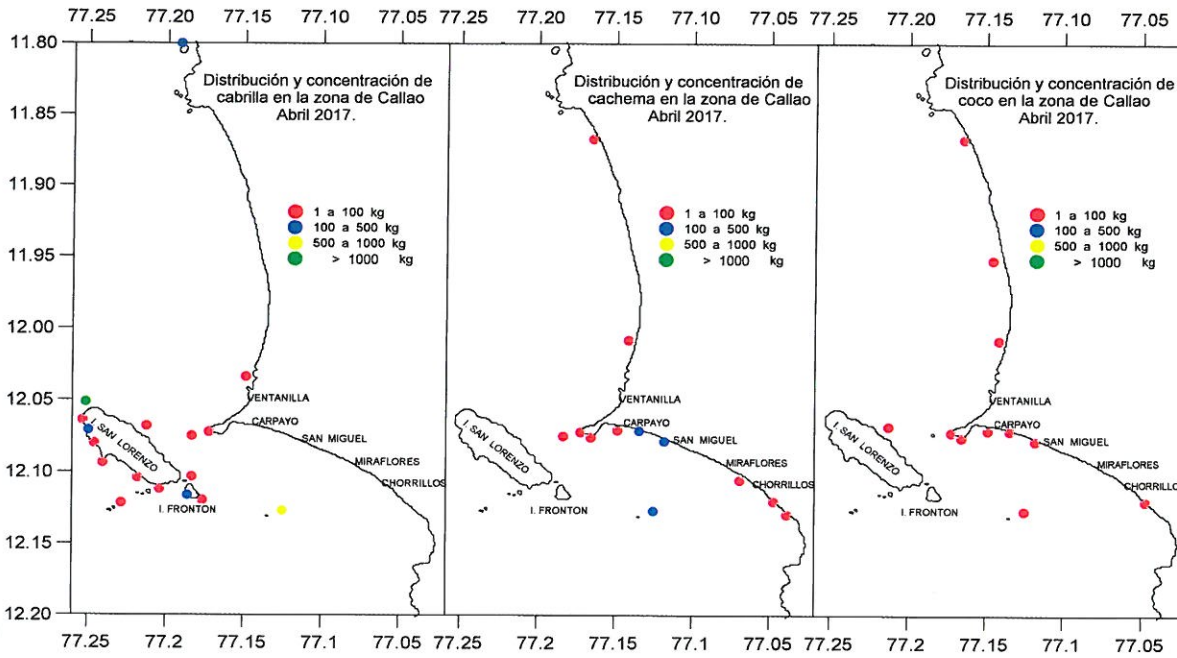 77.25 77.2 77.15 77.10 77.05 77.25 77.2 77.15 77.10 77.05 77.25 77.2 77.15 77.10 77.05
11.80
11.85
11.90
11.95
12.00
12.05
12.10
12.15
12.20
Distribución y concentración de
cabrilla en la zona de Callao
Abril 2017.
1 a 100 kg
100 a 500 kg
500 a 1000 kg
> 1000 kg
VENTANILLA
CARPAYO
SAN MIGUEL
MIRAFLORES
CHORRILLOS
I. SAN LORENZO
I. FRONTON
Distribución y concentración de
cachema en la zona de Callao
Abril 2017.
1 a 100 kg
100 a 500 kg
500 a 1000 kg
> 1000 kg
VENTANILLA
CARPAYO
SAN MIGUEL
MIRAFLORES
CHORRILLOS
I. SAN LORENZO
I. FRONTON
Distribución y concentración de
coco en la zona de Callao
Abril 2017.
1 a 100 kg
100 a 500 kg
500 a 1000 kg
> 1000 kg
VENTANILLA
CARPAYO
SAN MIGUEL
MIRAFLORES
CHORRILLOS
I. SAN LORENZO
I. FRONTON
77.25 77.2 77.15 77.10 77.05 77.25 77.2 77.15 77.10 77.05 77.25 77.2 77.15 77.10 77.05